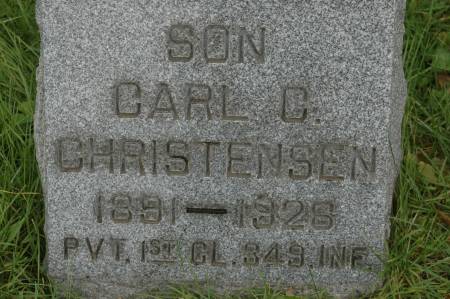 SON
CARL C.
CHRISTENSEN
1891—1926
PVT. 1ST CL. 349. INF.